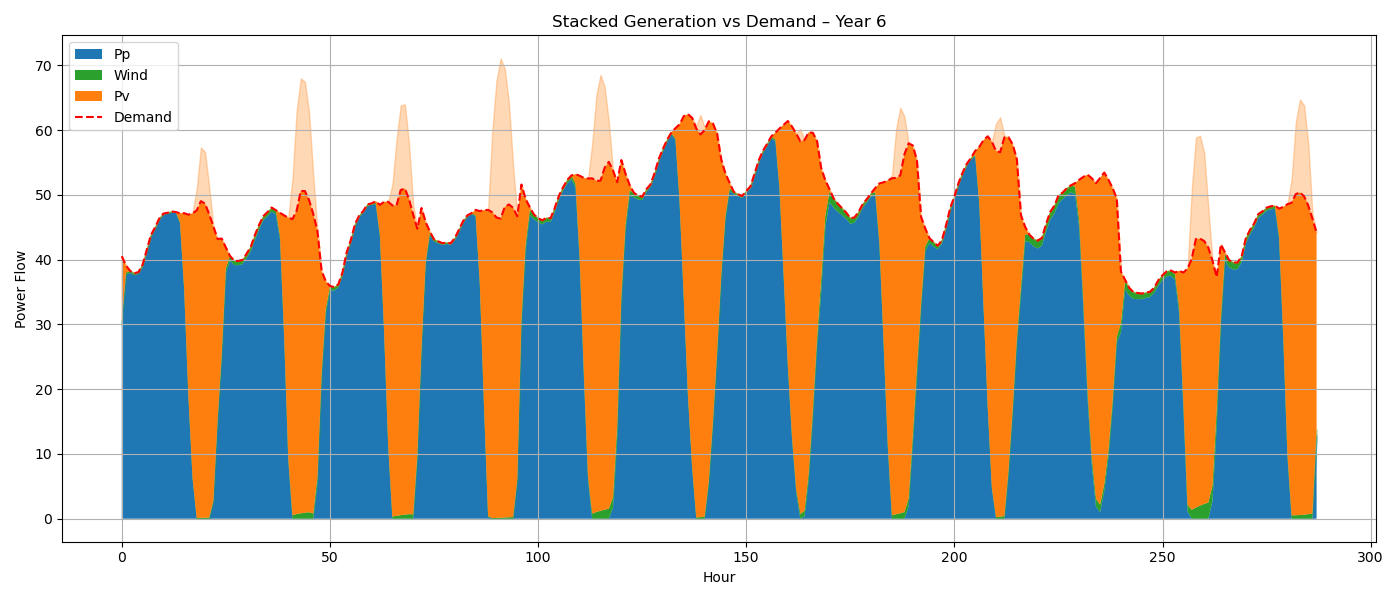 Stacked Generation vs Demand – Year 6
Pp
Wind
Pv
Demand
Power Flow
70
60
50
40
30
20
10
0
0 50 100 150 200 250 300
Hour